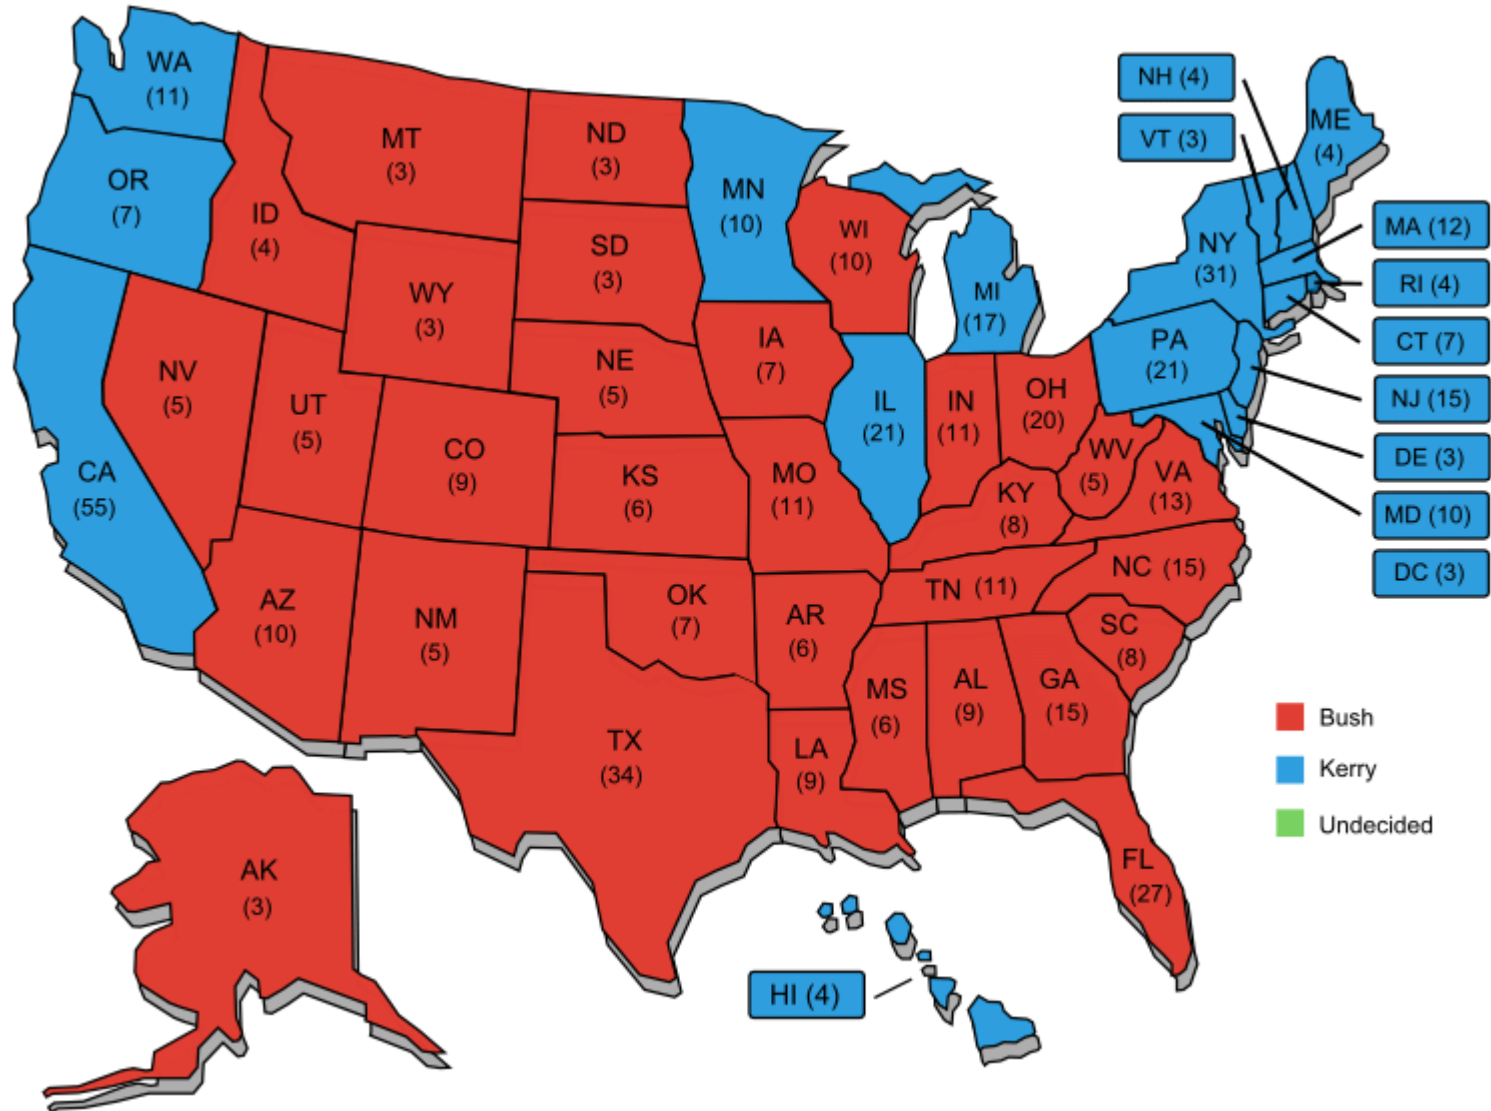 WA
(11)
OR
(7)
CA
(55)
ID
(4)
NV
(5)
MT
(3)
WY
(3)
UT
(5)
AZ
(10)
CO
(9)
NM
(5)
ND
(3)
SD
(3)
NE
(5)
KS
(6)
OK
(7)
TX
(34)
MN
(10)
IA
(7)
MO
(11)
AR
(6)
LA
(9)
WI
(10)
IL
(21)
MI
(17)
IN
(11)
OH
(20)
KY
(8)
TN (11)
MS
(6)
AL
(9)
GA
(15)
FL
(27)
SC
(8)
NC (15)
VA
(13)
WV
(5)
PA
(21)
NY
(31)
ME
(4)
NH (4)
VT (3)
MA (12)
RI (4)
CT (7)
NJ (15)
DE (3)
MD (10)
DC (3)
AK
(3)
HI (4)
Bush
Kerry
Undecided